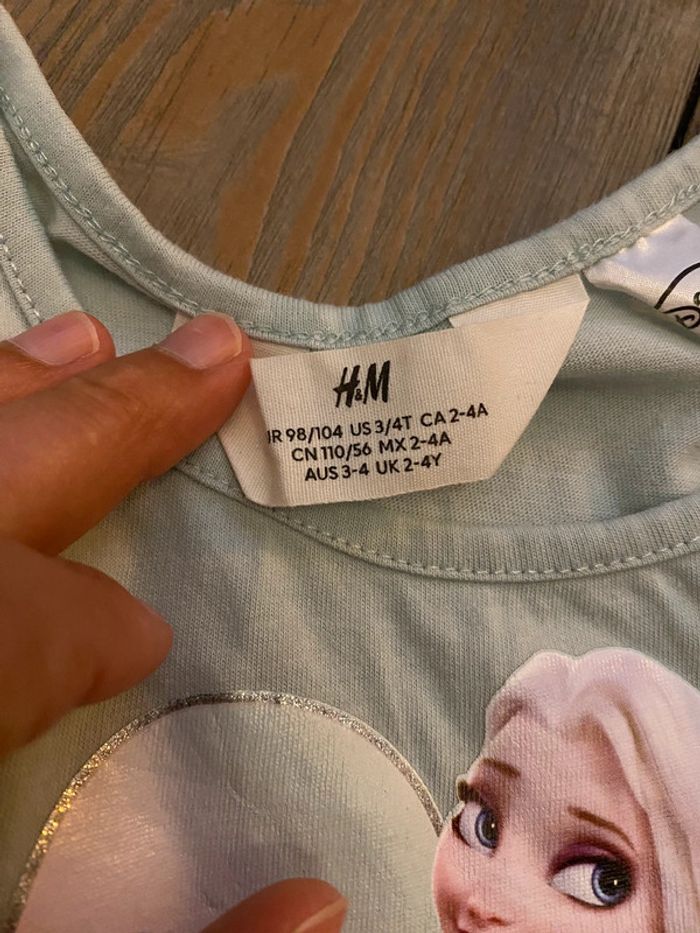 H&M
UR 98/104 US 3/4T CA 2-4A
CN 110/56 MX 2-4A
AUS 3-4 UK 2-4Y